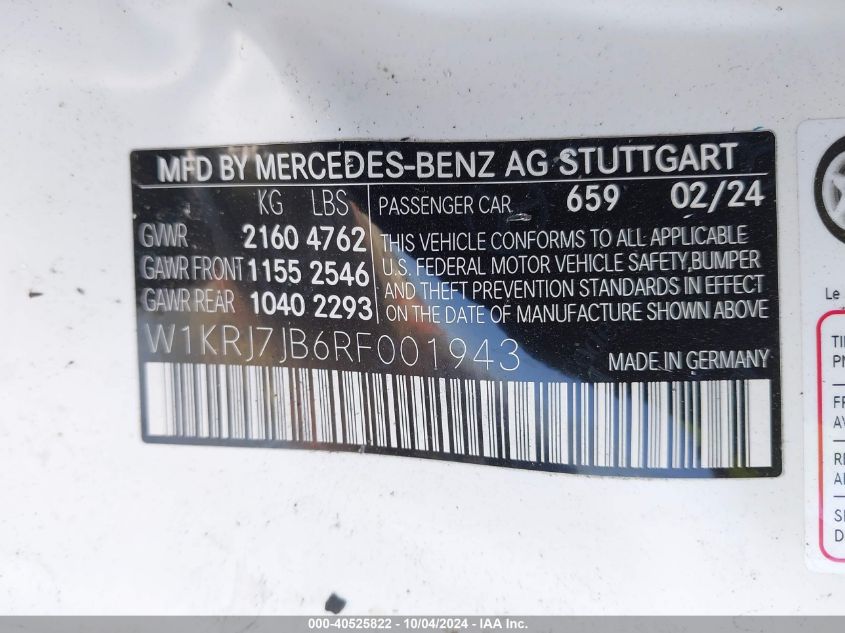 MFD BY MERCEDES-BENZ AG STUTTGART
KG LBS
GVWR 2160 4762
GAWR FRONT 1155 2546
GAWR REAR 1040 2293
PASSENGER CAR 659 02/24
THIS VEHICLE CONFORMS TO ALL APPLICABLE
U.S. FEDERAL MOTOR VEHICLE SAFETY,BUMPER
AND THEFT PREVENTION STANDARDS IN EFFECT
ON THE DATE OF MANUFACTURE SHOWN ABOVE
W1KRJ7JB6RF001943
MADE IN GERMANY
Le
FR
RE
000-40525822 - 10/04/2024 - IAA Inc.